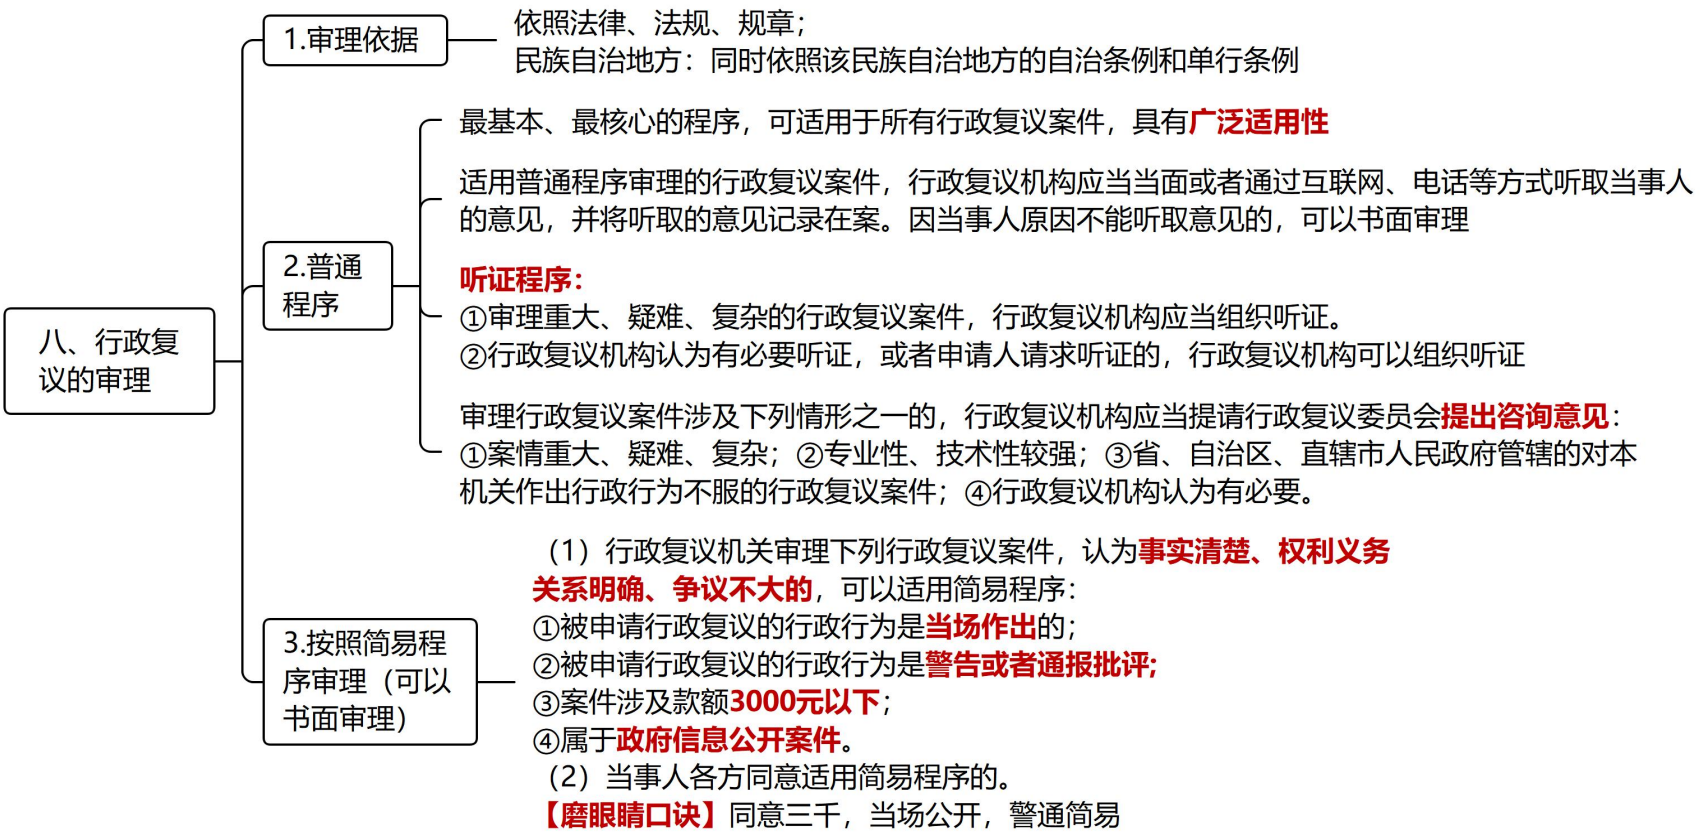 八、行政复
议的审理
1.审理依据
依照法律、法规、规章；
民族自治地方：同时依照该民族自治地方的自治条例和单行条例
2.普通
程序
最基本、最核心的程序，可适用于所有行政复议案件，具有广泛适用性
适用普通程序审理的行政复议案件，行政复议机构应当当面或者通过互联网、电话等方式听取当事人
的意见，并将听取的意见记录在案。因当事人原因不能听取意见的，可以书面审理
听证程序：
①审理重大、疑难、复杂的行政复议案件，行政复议机构应当组织听证。
②行政复议机构认为有必要听证，或者申请人请求听证的，行政复议机构可以组织听证
审理行政复议案件涉及下列情形之一的，行政复议机构应当提请行政复议委员会提出咨询意见：
①案情重大、疑难、复杂；②专业性、技术性较强；③省、自治区、直辖市人民政府管辖的对本
机关作出行政行为不服的行政复议案件；④行政复议机构认为有必要。
3.按照简易程
序审理（可以
书面审理）
（1）行政复议机关审理下列行政复议案件，认为事实清楚、权利义务
关系明确、争议不大的，可以适用简易程序：
①被申请行政复议的行政行为是当场作出的；
②被申请行政复议的行政行为是警告或者通报批评;
③案件涉及款额3000元以下；
④属于政府信息公开案件。
（2）当事人各方同意适用简易程序的。
【磨眼睛口诀】同意三千，当场公开，警通简易